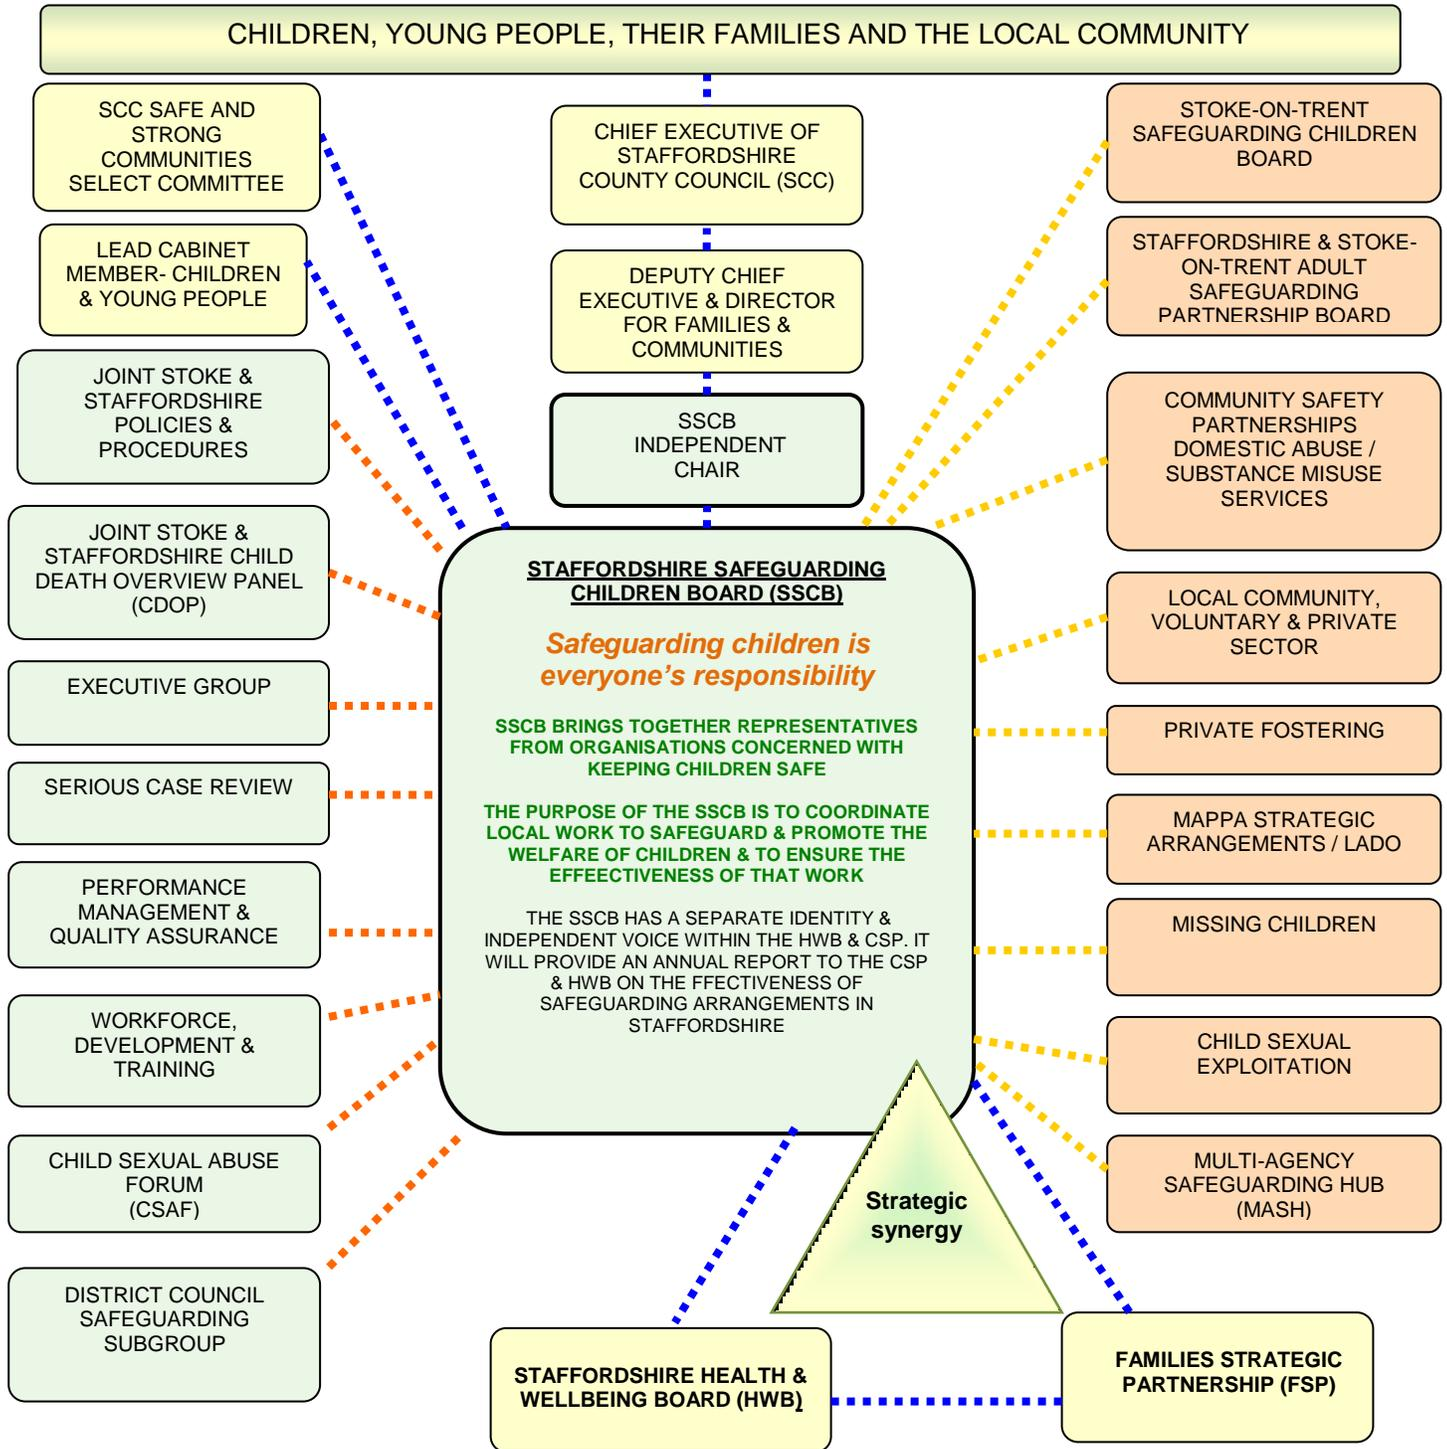 CHILDREN, YOUNG PEOPLE, THEIR FAMILIES AND THE LOCAL COMMUNITY
SCC SAFE AND
STRONG
COMMUNITIES
SELECT COMMITTEE
LEAD CABINET
MEMBER- CHILDREN
& YOUNG PEOPLE
JOINT STOKE &
STAFFORDSHIRE
POLICIES &
PROCEDURES
JOINT STOKE &
STAFFORDSHIRE CHILD
DEATH OVERVIEW PANEL
(CDOP)
EXECUTIVE GROUP
SERIOUS CASE REVIEW
PERFORMANCE
MANAGEMENT &
QUALITY ASSURANCE
WORKFORCE,
DEVELOPMENT &
TRAINING
CHILD SEXUAL ABUSE
FORUM
(CSAF)
DISTRICT COUNCIL
SAFEGUARDING
SUBGROUP
CHIEF EXECUTIVE OF
STAFFORDSHIRE
COUNTY COUNCIL (SCC)
DEPUTY CHIEF
EXECUTIVE & DIRECTOR
FOR FAMILIES &
COMMUNITIES
SSCB
INDEPENDENT
CHAIR
STAFFORDSHIRE SAFEGUARDING
CHILDREN BOARD (SSCB)
Safeguarding children is
everyone's responsibility
SSCB BRINGS TOGETHER REPRESENTATIVES
FROM ORGANISATIONS CONCERNED WITH
KEEPING CHILDREN SAFE
THE PURPOSE OF THE SSCB IS TO COORDINATE
LOCAL WORK TO SAFEGUARD & PROMOTE THE
WELFARE OF CHILDREN & TO ENSURE THE
EFFEECTIVENESS OF THAT WORK
THE SSCB HAS A SEPARATE IDENTITY &
INDEPENDENT VOICE WITHIN THE HWB & CSP. IT
WILL PROVIDE AN ANNUAL REPORT TO THE CSP
& HWB ON THE FFECTIVENESS OF
SAFEGUARDING ARRANGEMENTS IN
STAFFORDSHIRE
Strategic
synergy
STAFFORDSHIRE HEALTH &
WELLBEING BOARD (HWB)
FAMILIES STRATEGIC
PARTNERSHIP (FSP)
STOKE-ON-TRENT
SAFEGUARDING CHILDREN
BOARD
STAFFORDSHIRE & STOKE-
ON-TRENT ADULT
SAFEGUARDING
PARTNERSHIP BOARD
COMMUNITY SAFETY
PARTNERSHIPS
DOMESTIC ABUSE /
SUBSTANCE MISUSE
SERVICES
LOCAL COMMUNITY,
VOLUNTARY & PRIVATE
SECTOR
PRIVATE FOSTERING
MAPPA STRATEGIC
ARRANGEMENTS / LADO
MISSING CHILDREN
CHILD SEXUAL
EXPLOITATION
MULTI-AGENCY
SAFEGUARDING HUB
(MASH)